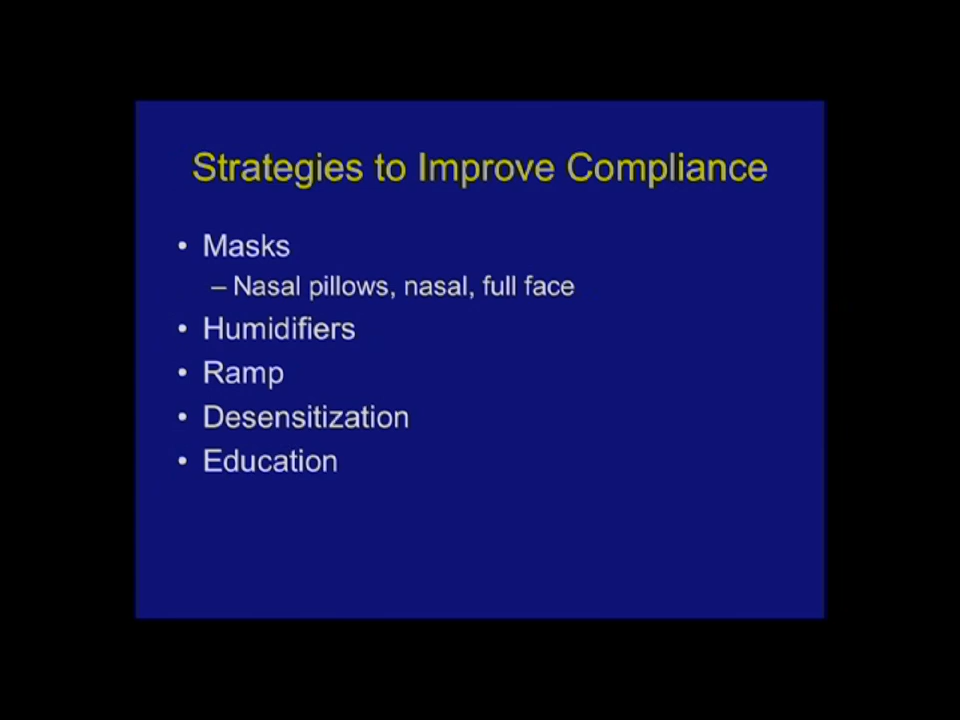 Strategies to Improve Compliance
• Masks
– Nasal pillows, nasal, full face
• Humidifiers
• Ramp
• Desensitization
• Education